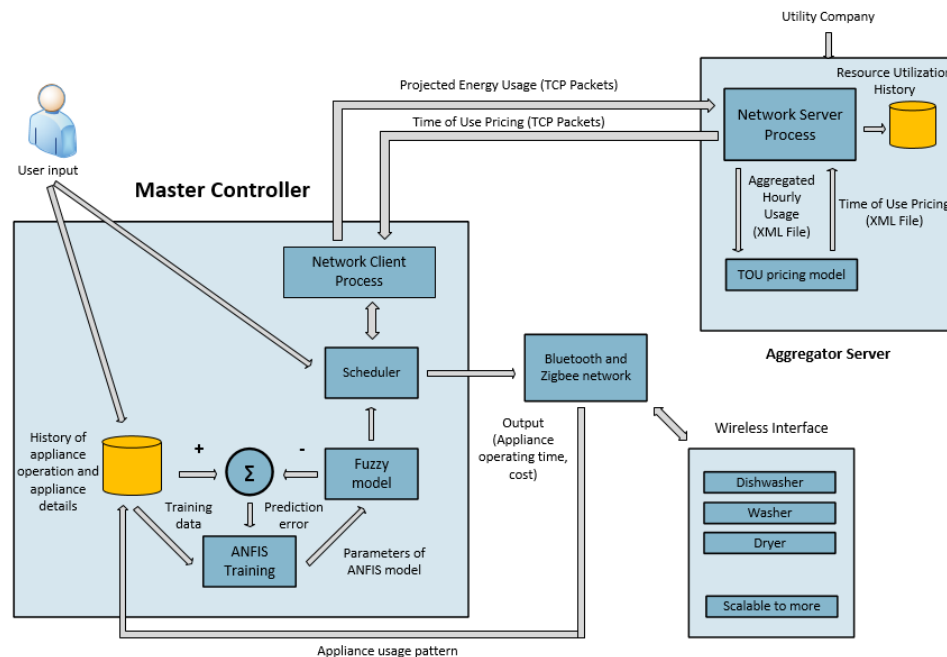 Utility Company
Resource Utilization
History
Projected Energy Usage (TCP Packets)
Network Server
Process
Time of Use Pricing (TCP Packets)
User input
Master Controller
Aggregated
Hourly
Usage
(XML File)
Time of Use Pricing
(XML File)
Network Client
Process
TOU pricing model
Aggregator Server
Scheduler
Bluetooth and
Zigbee network
Output
(Appliance
operating time,
cost)
Wireless Interface
History of
appliance
operation and
appliance
details
+
Σ
-
Fuzzy
model
Training
data
Prediction
error
ANFIS
Training
Parameters of
ANFIS model
Dishwasher
Washer
Dryer
Scalable to more
Appliance usage pattern